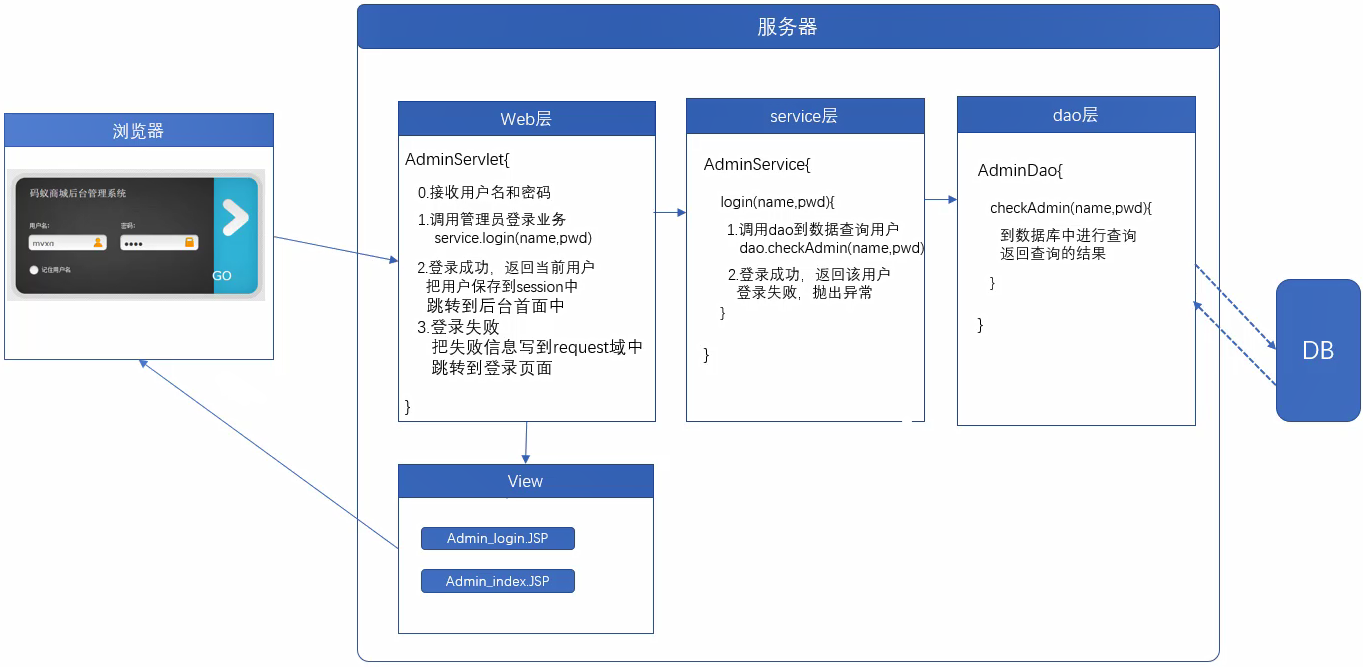 服务器
浏览器
码蚁商城后台管理系统
用户名:
密码:
myxq
记住用户名
GO
Web层
AdminServlet{
0.接收用户名和密码
1.调用管理员登录业务
service.login(name,pwd)
2.登录成功，返回当前用户
把用户保存到session中
跳转到后台首面中
3.登录失败
把失败信息写到request域中
跳转到登录页面
}
service层
AdminService{
login(name,pwd){
1.调用dao到数据查询用户
dao.checkAdmin(name,pwd)
2.登录成功，返回该用户
登录失败，抛出异常
}
}
dao层
AdminDao{
checkAdmin(name,pwd){
到数据库中进行查询
返回查询的结果
}
}
DB
View
Admin_login.JSP
Admin_index.JSP